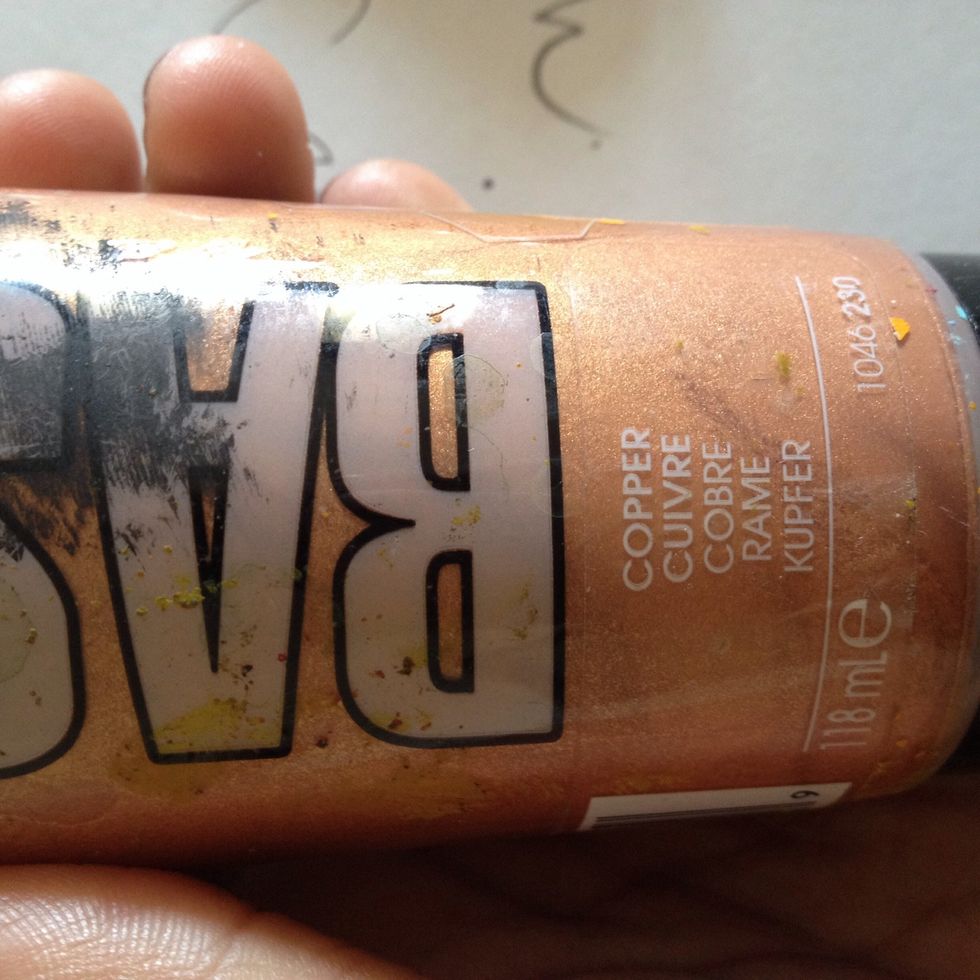 BAS
COPPER
CUIVRE
COBRE
RAME
KUPFER
118 mL e 1046 230